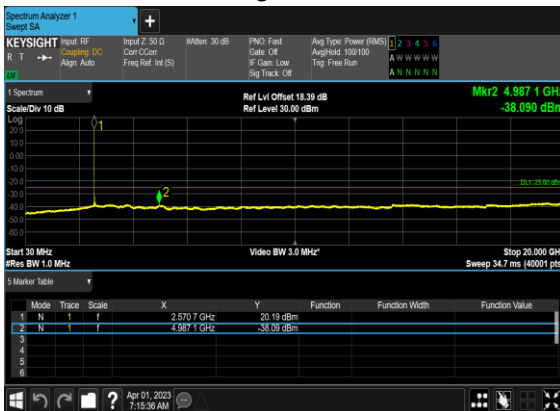 Spectrum Analyzer 1
Swept SA
KEYSIGHT
R T
LV
Input: RF
Coupling: DC
Align: Auto
Input Z: 50 Ω
Corr CCorr
Freq Ref: Int (S)
#Atten: 30 dB
PNO: Fast
Gate: Off
IF Gain: Low
Sig Track: Off
Avg Type: Power (RMS)
Avg|Hold: 100/100
Trig: Free Run
1 2 3 4 5 6
A W W W W W
A N N N N N
1 Spectrum
Scale/Div 10 dB
Ref Lvl Offset 18.39 dB
Ref Level 30.00 dBm
Mkr2 4.987 1 GHz
-38.090 dBm
Log
20.0
10.0
0.00
-10.0
-20.0
-30.0
-40.0
-50.0
-60.0
1
2
DL1 -25.00 dBm
Start 30 MHz
#Res BW 1.0 MHz
Video BW 3.0 MHz*
Stop 20.000 GHz
Sweep 34.7 ms (40001 pts)
5 Marker Table
Mode Trace Scale X Y Function Function Width Function Value
1 N 1 f 2.570 7 GHz 20.19 dBm
2 N 1 f 4.987 1 GHz -38.09 dBm
3
4
5
6
?
Apr 01, 2023
7:15:36 AM